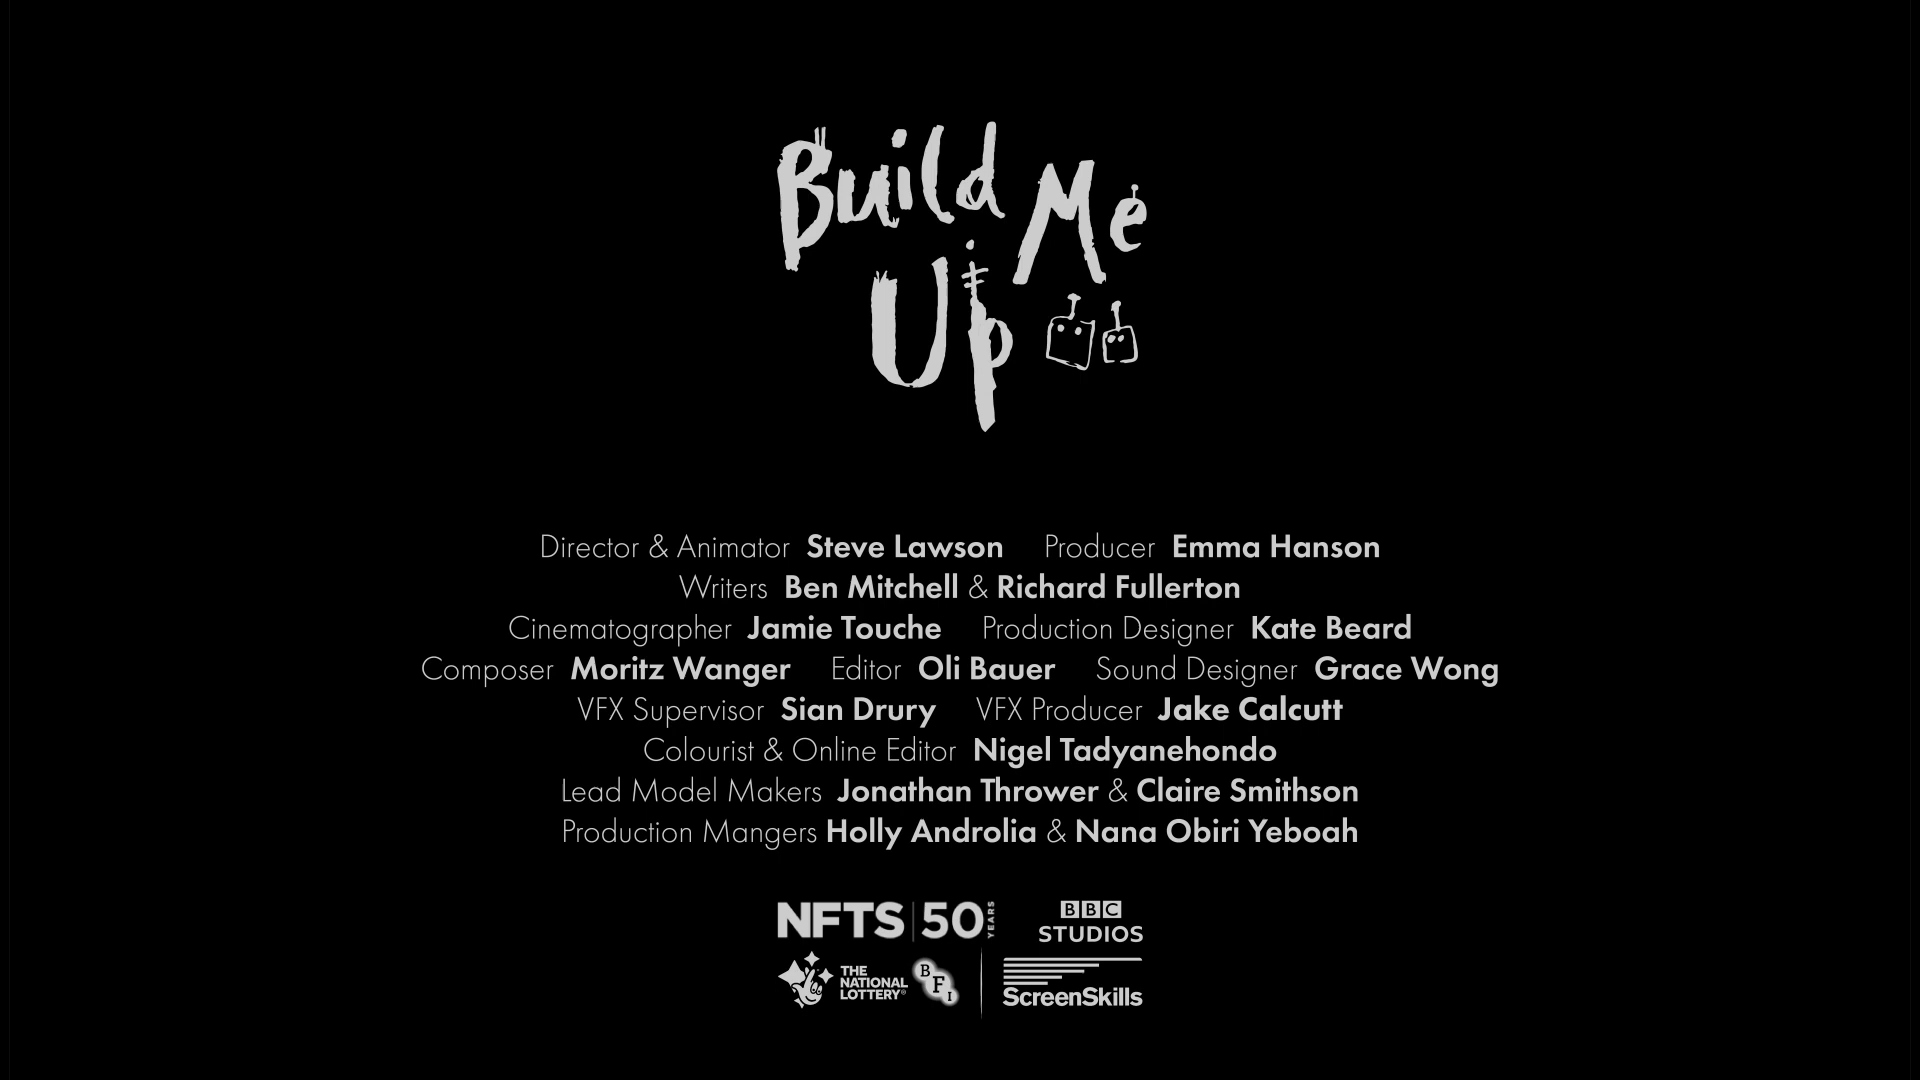 Build Me
Up
Director & Animator Steve Lawson Producer Emma Hanson
Writers Ben Mitchell & Richard Fullerton
Cinematographer Jamie Touche Production Designer Kate Beard
Composer Moritz Wanger Editor Oli Bauer Sound Designer Grace Wong
VFX Supervisor Sian Drury VFX Producer Jake Calcutt
Colourist & Online Editor Nigel Tadyanehondo
Lead Model Makers Jonathan Thrower & Claire Smithson
Production Mangers Holly Androlia & Nana Obiri Yeboah
NFTS 50 YEARS
BBC
STUDIOS
THE
NATIONAL
LOTTERY®
BFI
ScreenSkills